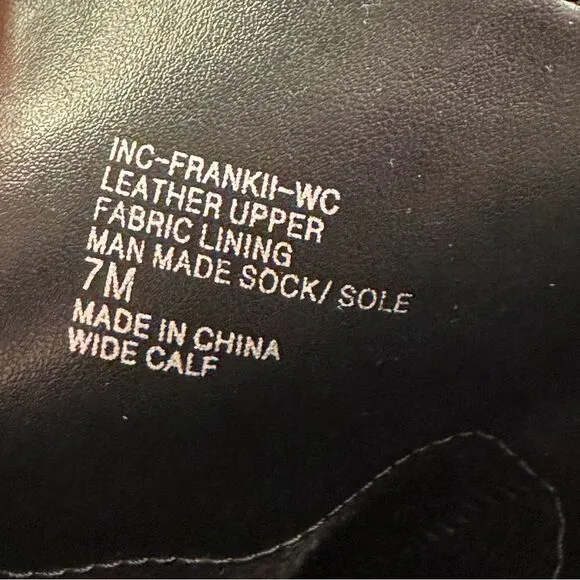 INC-FRANKII-WC
LEATHER UPPER
FABRIC LINING
MAN MADE SOCK/ SOLE
7M
MADE IN CHINA
WIDE CALF